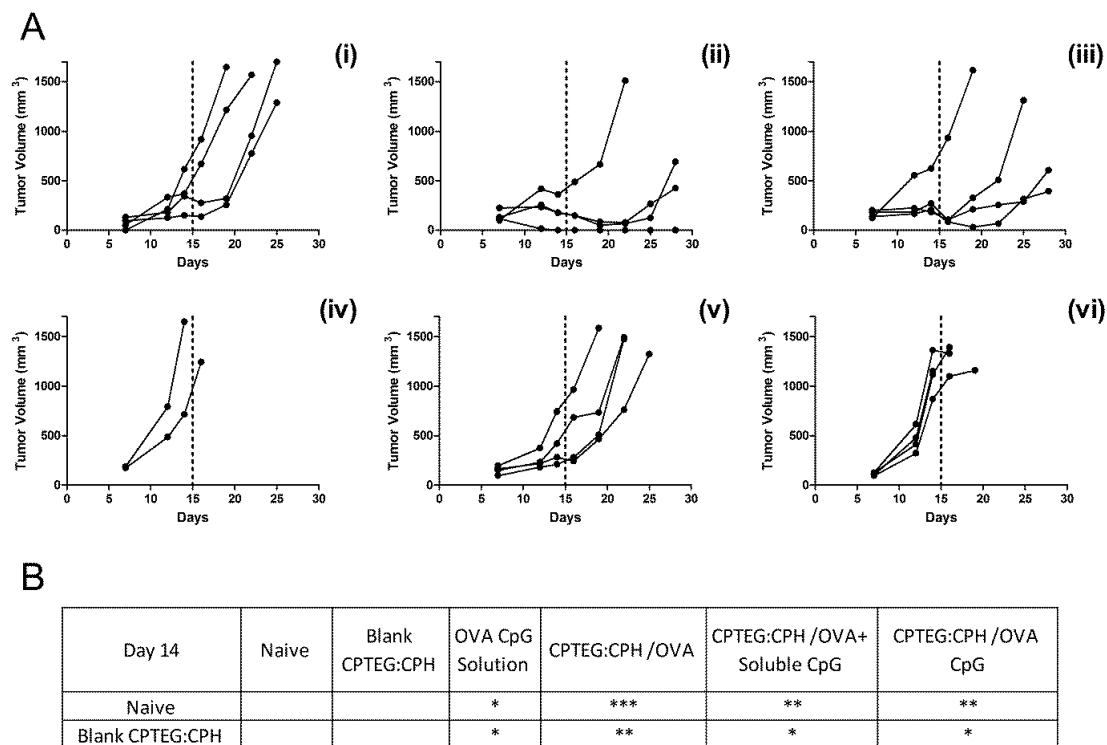 A
(i) (ii) (iii)
Tumor Volume (mm 3) Tumor Volume (mm 3) Tumor Volume (mm 3)
1500 1500 1500
1000 1000 1000
500 500 500
0 0 0
0 5 10 15 20 25 30 0 5 10 15 20 25 30 0 5 10 15 20 25 30
Days Days Days
(iv) (v) (vi)
Tumor Volume (mm 3) Tumor Volume (mm 3) Tumor Volume (mm 3)
1500 1500 1500
1000 1000 1000
500 500 500
0 0 0
0 5 10 15 20 25 30 0 5 10 15 20 25 30 0 5 10 15 20 25 30
Days Days Days
B
Day 14 Naive Blank CPTEG:CPH OVA CpG Solution CPTEG:CPH /OVA CPTEG:CPH /OVA+ Soluble CpG CPTEG:CPH /OVA CpG
Naive * *** ** **
Blank CPTEG:CPH * ** * *